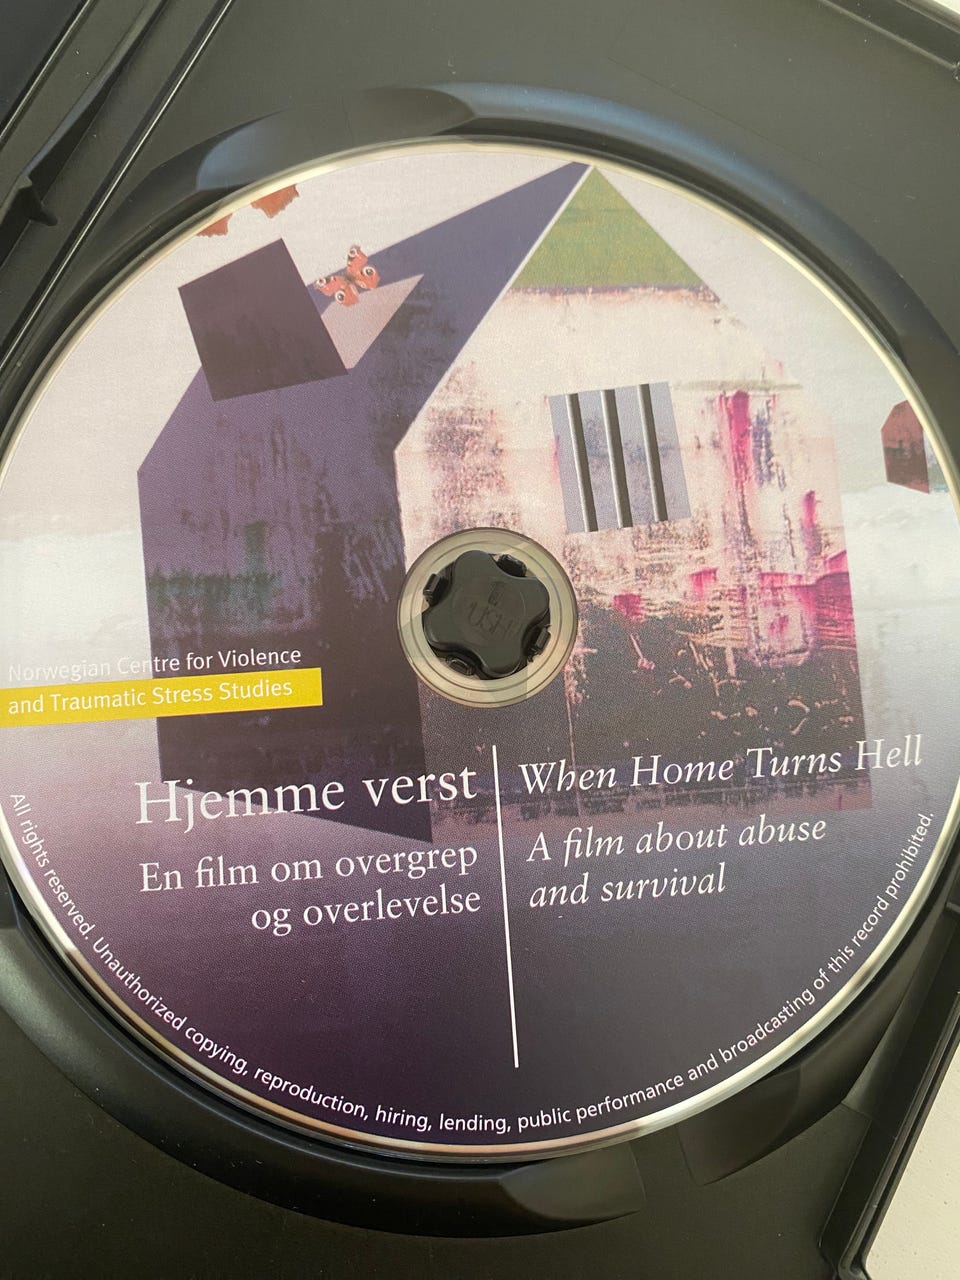 Norwegian Centre for Violence
and Traumatic Stress Studies
Hjemme verst
En film om overgrep
og overlevelse
When Home Turns Hell
A film about abuse
and survival
All rights reserved. Unauthorized copying, reproduction, hiring, lending, public performance and broadcasting of this record prohibited.